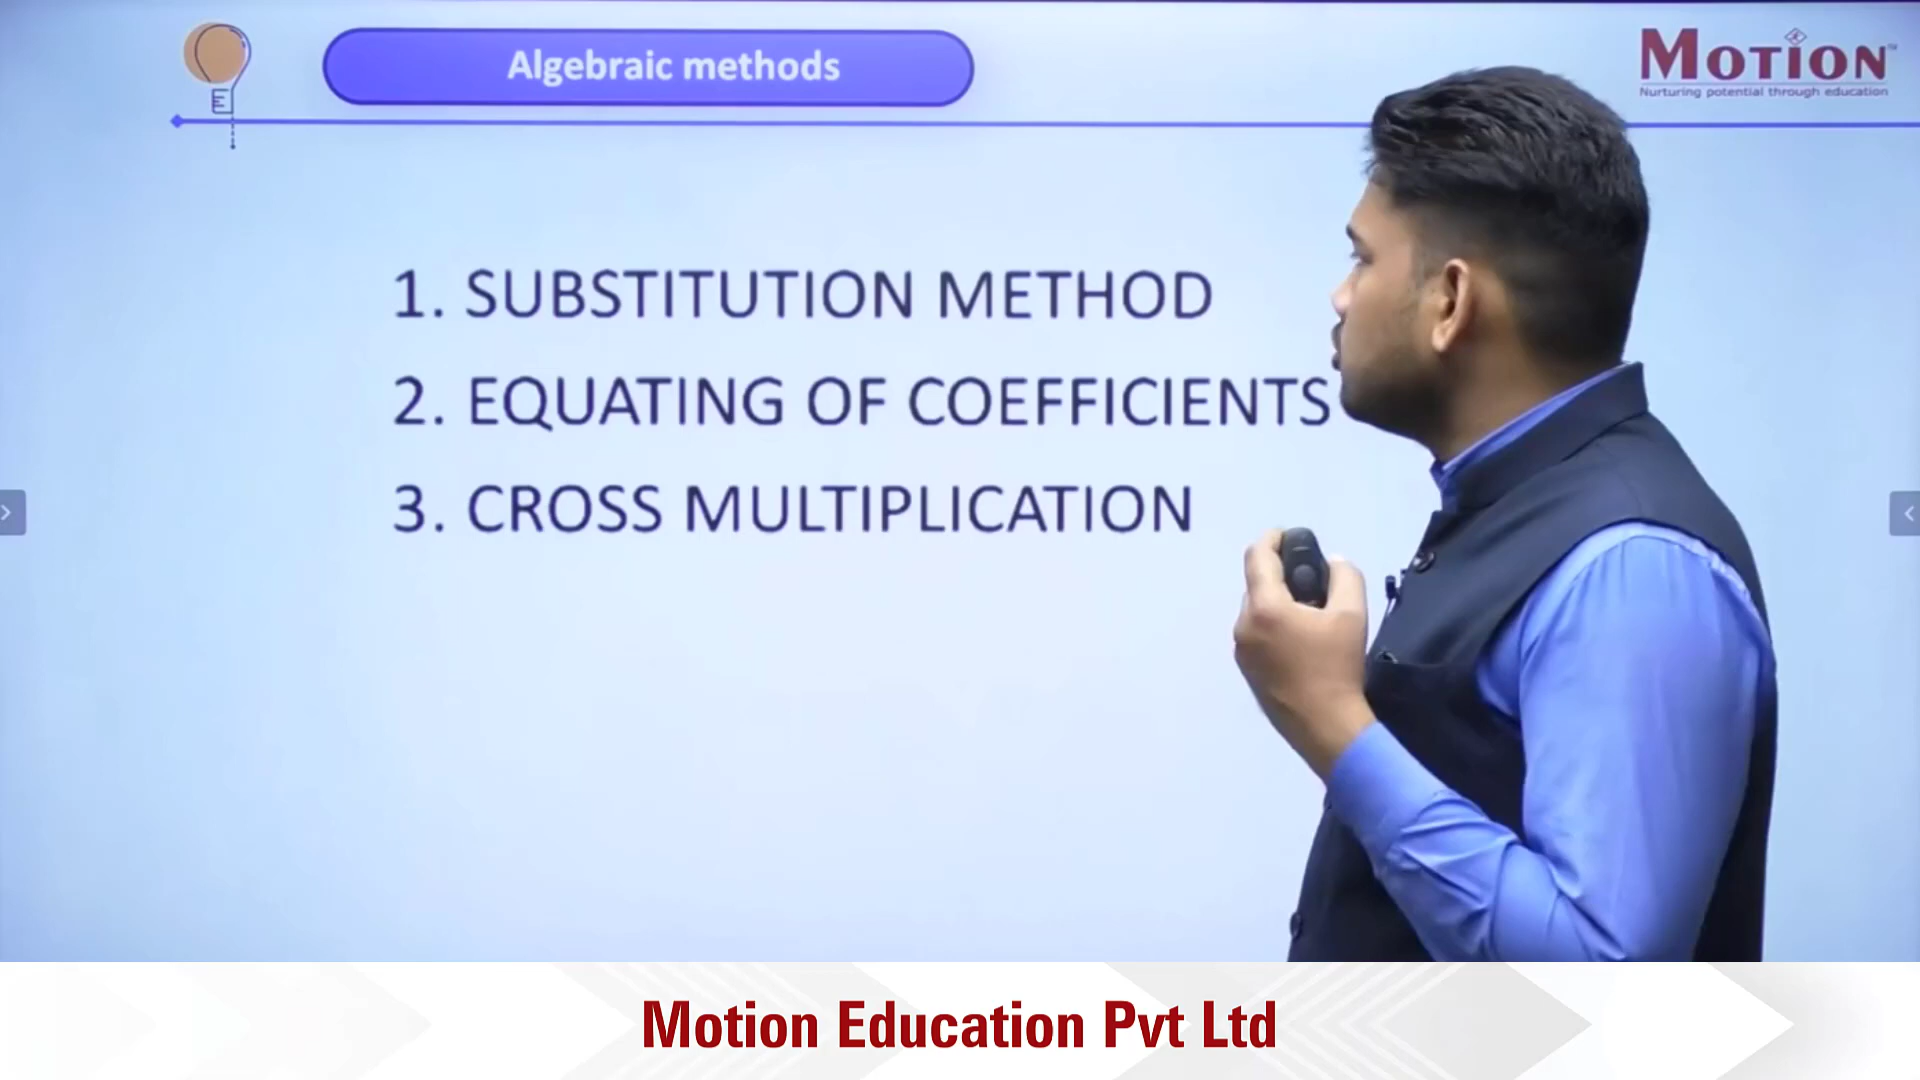 Algebraic methods
MOTION
Nurturing potential through education
1. SUBSTITUTION METHOD
2. EQUATING OF COEFFICIENTS
3. CROSS MULTIPLICATION
Motion Education Pvt Ltd